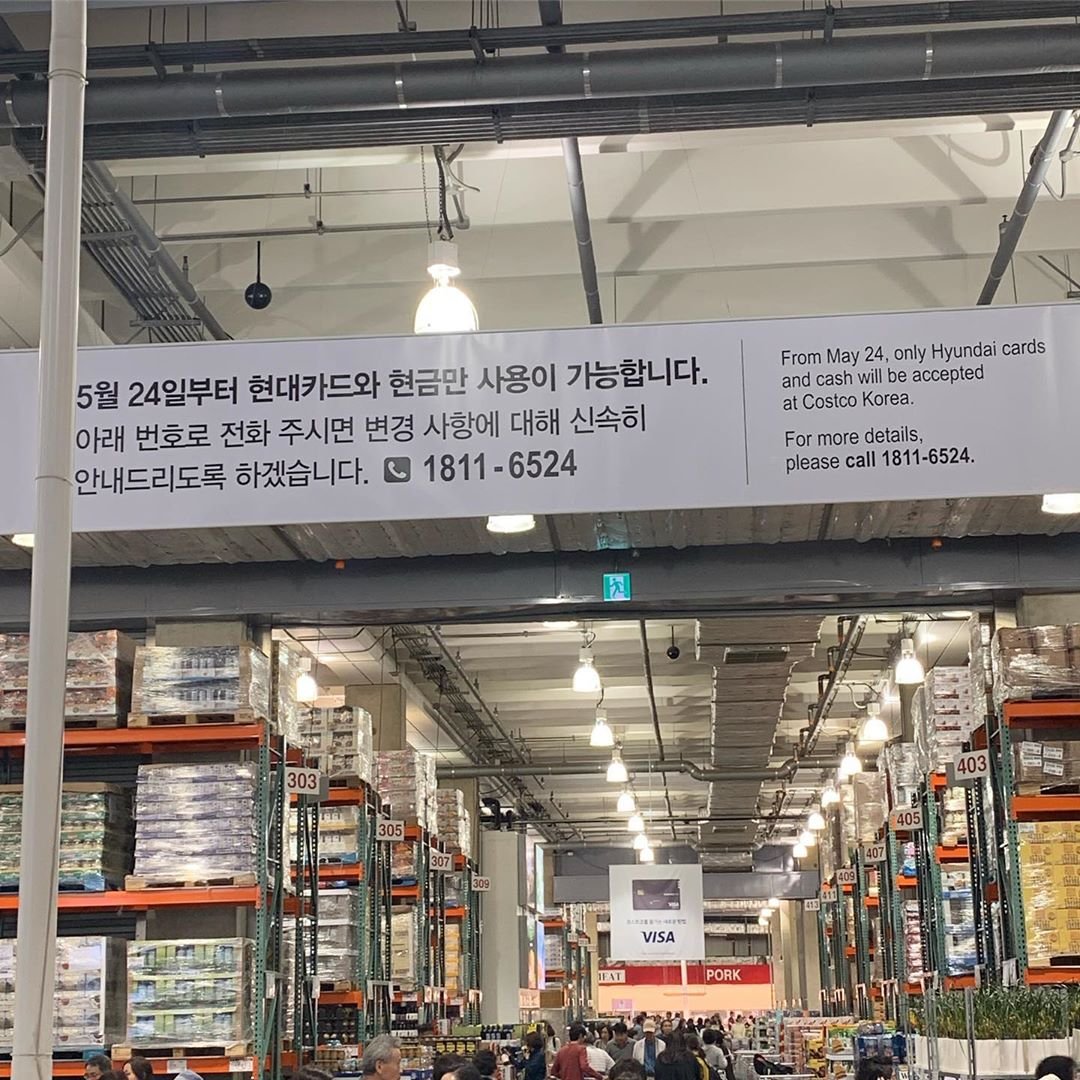 5월 24일부터 현대카드와 현금만 사용이 가능합니다.
아래 번호로 전화 주시면 변경 사항에 대해 신속히
안내드리도록 하겠습니다. 1811-6524
From May 24, only Hyundai cards
and cash will be accepted
at Costco Korea.
For more details,
please call 1811-6524.
303
305
307
309
403
405
407
409
411
VISA
VISA
PORK